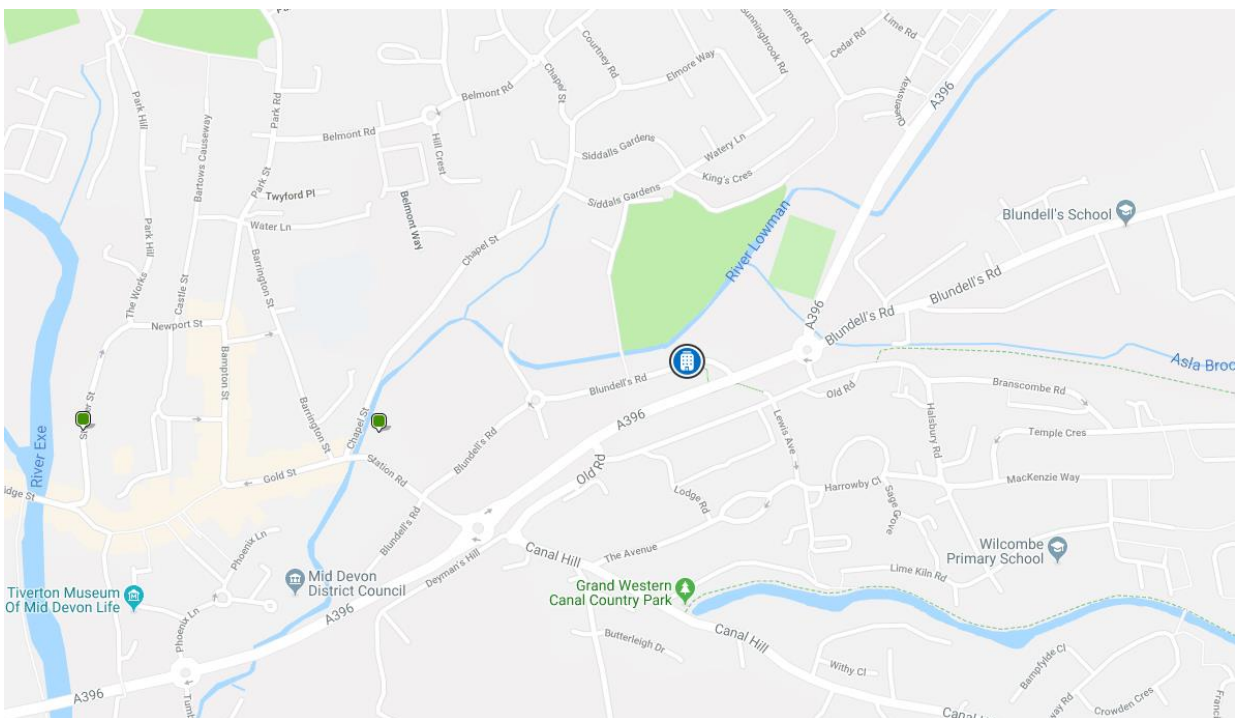 Park Hill
Bartows Causeway
Park Rd
Park St
Belmont Rd
Belmont Rd
Hill Crest
Belmont Way
Twyford Pl
Water Ln
Chapel St
Courtney Rd
Elmore Way
Sunningbrook Rd
Cedar Rd
Lime Rd
Queensway
A396
Siddalls Gardens
Watery Ln
King's Cres
Siddals Gardens
River Lowman
Blundell's School
Blundell's Rd
Blundell's Rd
A396
Asla Broo
Chapel St
Park Hill
The Works
Castle St
Barrington St
Newport St
Bampton St
Barrington St
Chapel St
River Exe
Gold St
Station Rd
Blundell's Rd
Blundell's Rd
Blundell's Rd
A396
Old Rd
Old Rd
Lewis Ave
Lodge Rd
The Avenue
Harrowby Cl
Sage Grove
Halsbury Rd
Branscombe Rd
Temple Cres
MacKenzie Way
Wilcombe
Primary School
Lime Kiln Rd
Canal Hill
Deyman's Hill
Grand Western
Canal Country Park
Canal Hill
Butterleigh Dr
Withy Cl
Bampfylde Cl
Crowden Cres
Canal Hill
Phoenix Ln
Mid Devon
District Council
Tiverton Museum
Of Mid Devon Life
Phoenix Ln
A396
A396